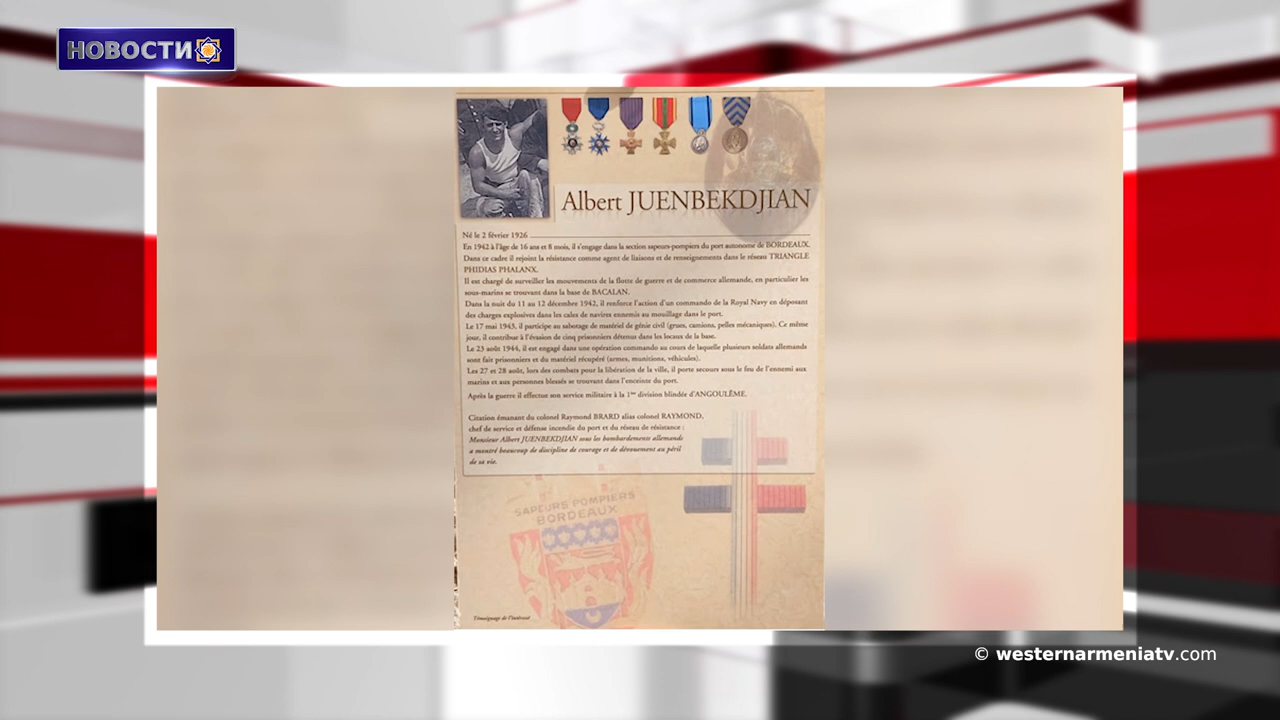 НОВОСТИ
Albert JUENBEKDJIAN
Né le 2 février 1926
En 1942 à l'âge de 16 ans et 8 mois, il s'engage dans la section sapeurs-pompiers du port autonome de BORDEAUX.
Dans ce cadre il rejoint la résistance comme agent de liaisons et de renseignements dans le réseau TRIANGLE
PHIDIAS PHALANX.
Il est chargé de surveiller les mouvements de la flotte de guerre et de commerce allemande, en particulier les
sous-marins se trouvant dans la base de BACALAN.
Dans la nuit du 11 au 12 décembre 1942, il renforce l'action d'un commando de la Royal Navy en déposant
des charges explosives dans les cales de navires ennemis au mouillage dans le port.
Le 17 mai 1943, il participe au sabotage de matériel de génie civil (grues, camions, pelles mécaniques). Ce même
jour, il contribue à l'évasion de cinq prisonniers détenus dans les locaux de la base.
Le 23 août 1944, il est engagé dans une opération commando au cours de laquelle plusieurs soldats allemands
sont fait prisonniers et du matériel récupéré (armes, munitions, véhicules).
Les 27 et 28 août, lors des combats pour la libération de la ville, il porte secours sous le feu de l'ennemi aux
marins et aux personnes blessés se trouvant dans l'enceinte du port.
Après la guerre il effectue son service militaire à la 1ère division blindée d'ANGOULÊME.
Citation émanant du colonel Raymond BRARD alias colonel RAYMOND,
chef de service et défense incendie du port et du réseau de résistance :
Monsieur Albert JUENBEKDJIAN sous les bombardements allemands
a montré beaucoup de discipline de courage et de dévouement au péril
de sa vie.
SAPEURS POMPIERS
BORDEAUX
Témoignage de l'intéressé
© westernarmeniatv.com